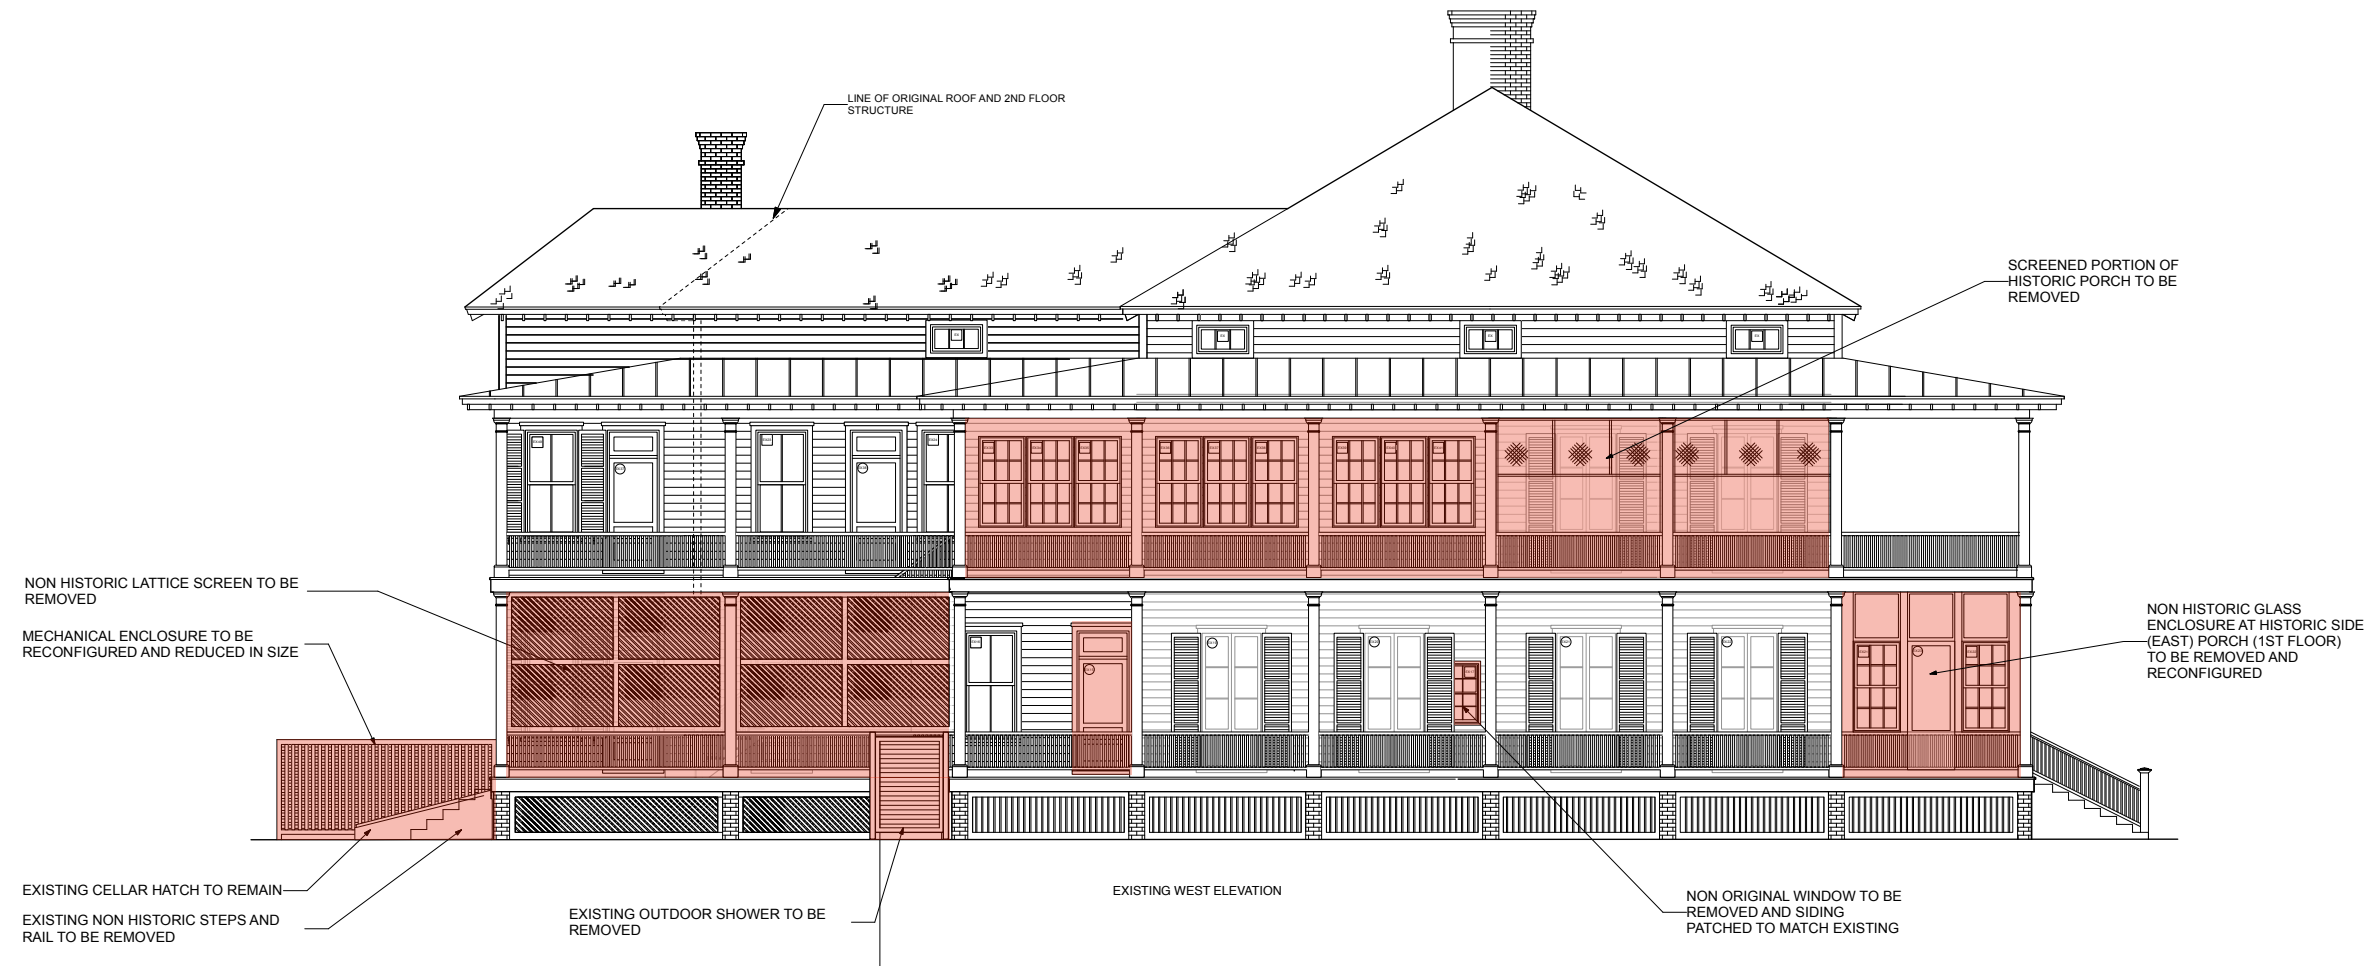 LINE OF ORIGINAL ROOF AND 2ND FLOOR
STRUCTURE
SCREENED PORTION OF
HISTORIC PORCH TO BE
REMOVED
NON HISTORIC LATTICE SCREEN TO BE
REMOVED
MECHANICAL ENCLOSURE TO BE
RECONFIGURED AND REDUCED IN SIZE
NON HISTORIC GLASS
ENCLOSURE AT HISTORIC SIDE
(EAST) PORCH (1ST FLOOR)
TO BE REMOVED AND
RECONFIGURED
EXISTING CELLAR HATCH TO REMAIN
EXISTING NON HISTORIC STEPS AND
RAIL TO BE REMOVED
EXISTING OUTDOOR SHOWER TO BE
REMOVED
EXISTING WEST ELEVATION
NON ORIGINAL WINDOW TO BE
REMOVED AND SIDING
PATCHED TO MATCH EXISTING